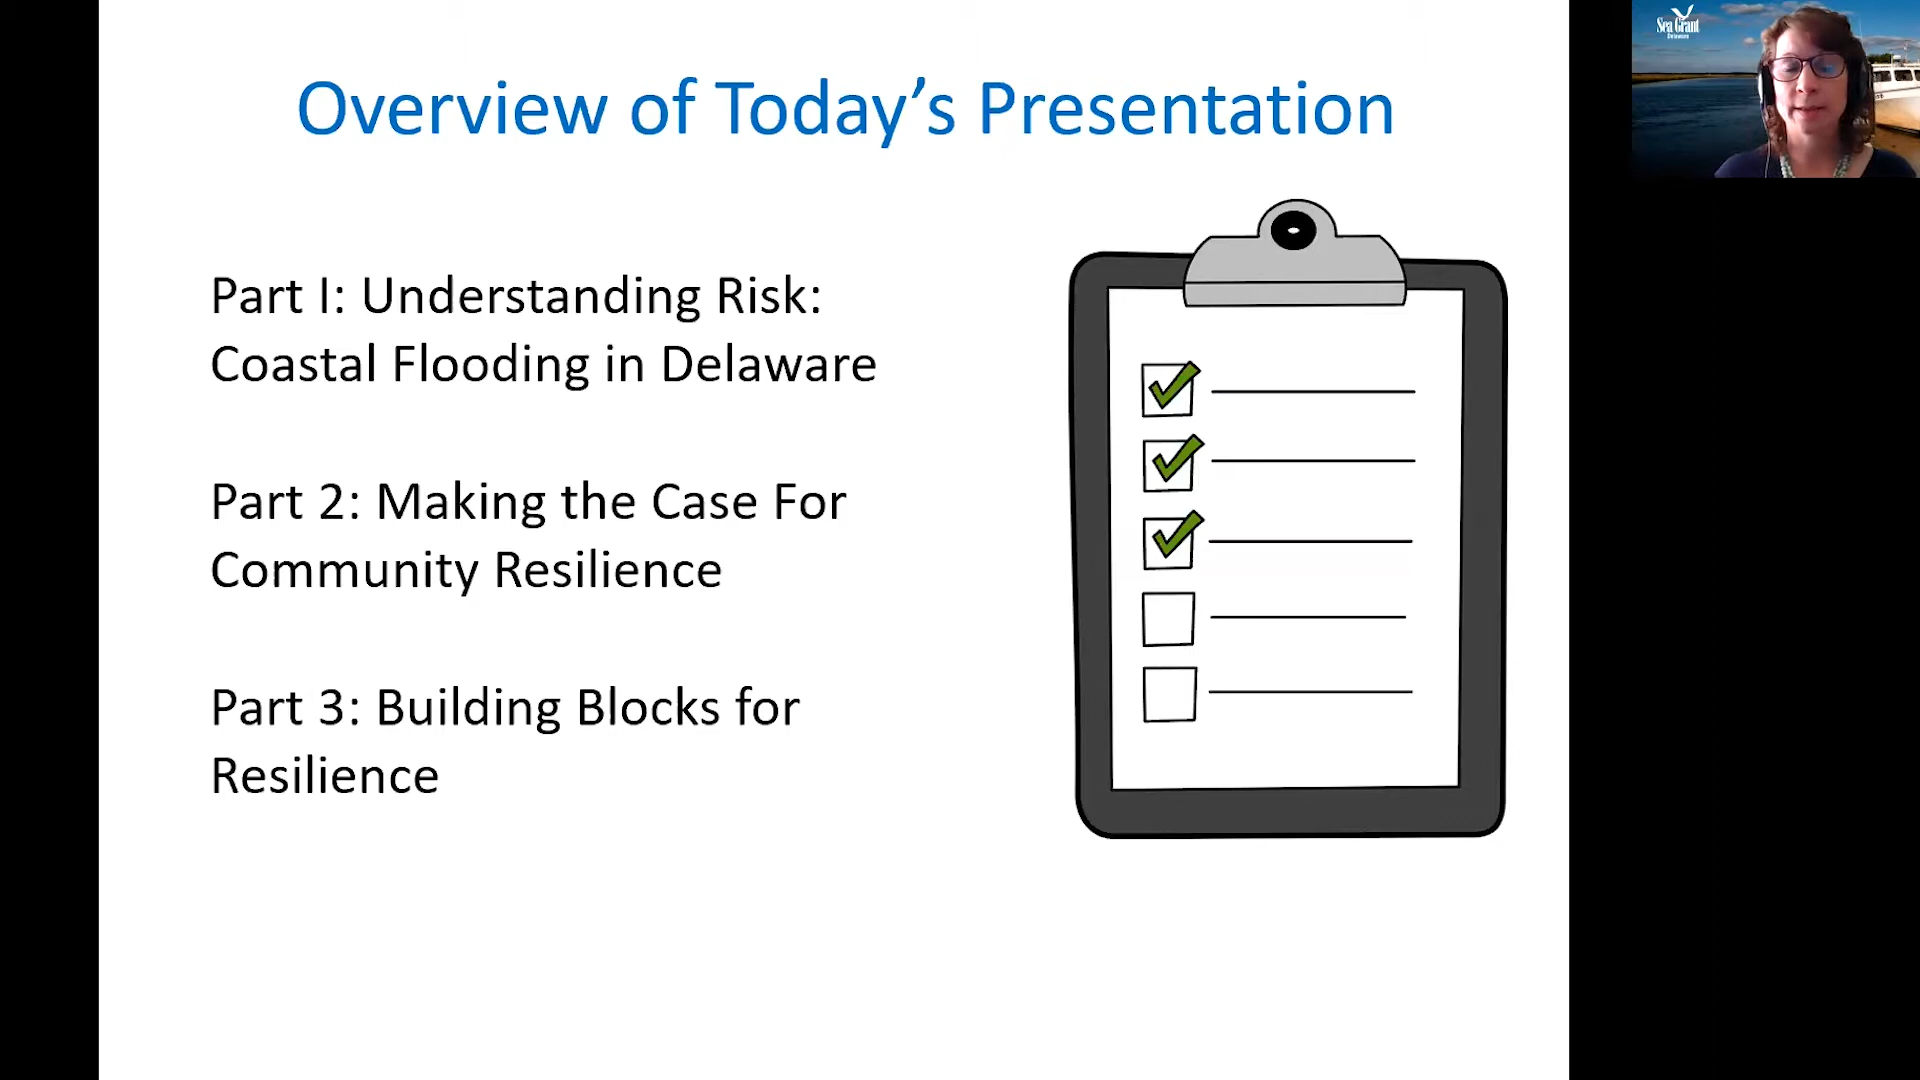 Overview of Today’s Presentation
Part I: Understanding Risk:
Coastal Flooding in Delaware
Part 2: Making the Case For
Community Resilience
Part 3: Building Blocks for
Resilience
Sea Grant
Delaware